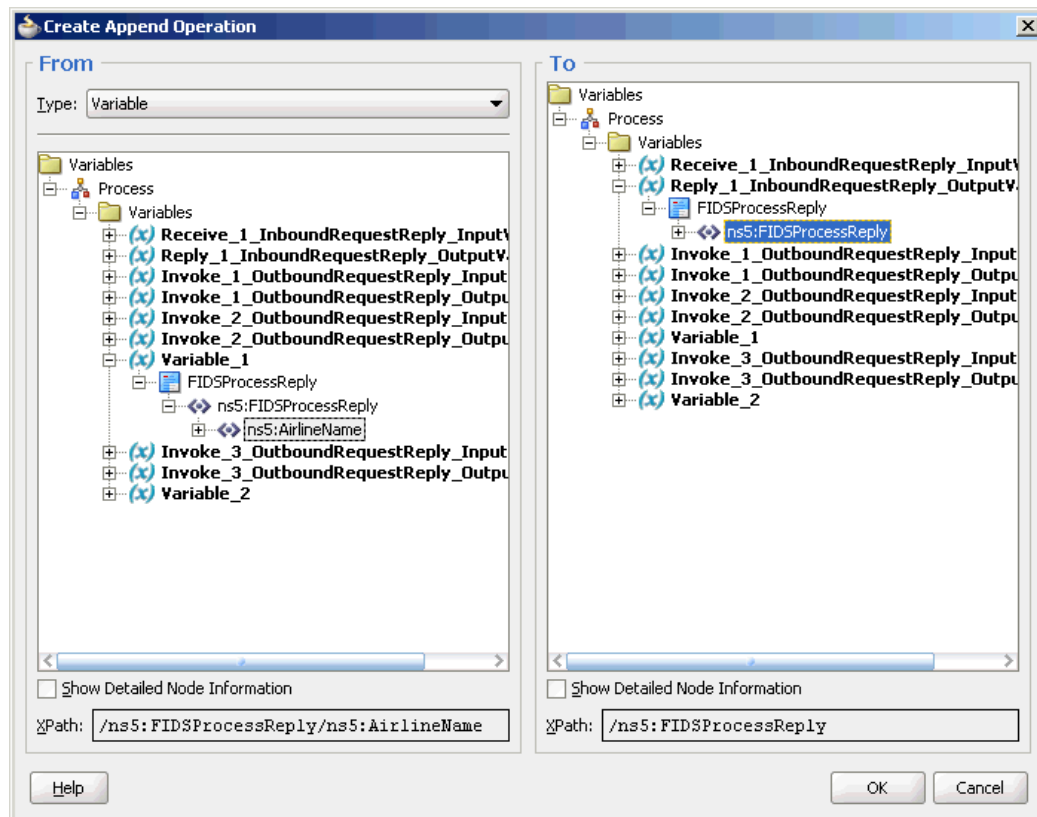 Create Append Operation
From
Type: Variable
Variables
Process
Variables
(x) Receive_1_InboundRequestReply_InputV
(x) Reply_1_InboundRequestReply_OutputV.
(x) Invoke_1_OutboundRequestReply_Input
(x) Invoke_1_OutboundRequestReply_Outpu
(x) Invoke_2_OutboundRequestReply_Input
(x) Invoke_2_OutboundRequestReply_Outpu
(x) Variable_1
FIDSProcessReply
ns5:FIDSProcessReply
ns5:AirlineName
(x) Invoke_3_OutboundRequestReply_Input
(x) Invoke_3_OutboundRequestReply_Outpu
(x) Variable_2
Show Detailed Node Information
XPath: /ns5:FIDSProcessReply/ns5:AirlineName
To
Variables
Process
Variables
(x) Receive_1_InboundRequestReply_InputV
(x) Reply_1_InboundRequestReply_OutputV.
FIDSProcessReply
ns5:FIDSProcessReply
(x) Invoke_1_OutboundRequestReply_Input
(x) Invoke_1_OutboundRequestReply_Outpu
(x) Invoke_2_OutboundRequestReply_Input
(x) Invoke_2_OutboundRequestReply_Outpu
(x) Variable_1
(x) Invoke_3_OutboundRequestReply_Input
(x) Invoke_3_OutboundRequestReply_Outpu
(x) Variable_2
Show Detailed Node Information
XPath: /ns5:FIDSProcessReply
Help
OK
Cancel